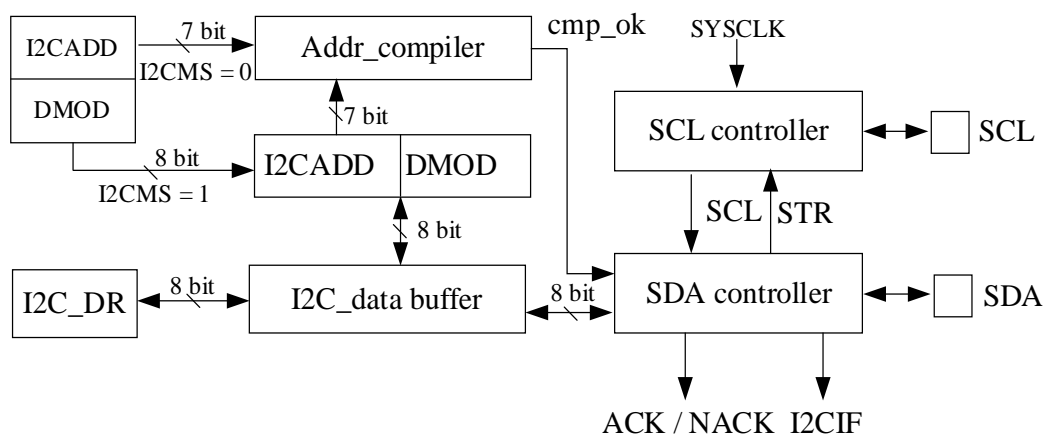 I2CADD
DMOD
7 bit
I2CMS = 0
Addr_compiler
cmp_ok
SYSCLK
SCL controller
SCL
7 bit
8 bit
I2CMS = 1
I2CADD
DMOD
SCL
STR
8 bit
I2C_DR
8 bit
I2C_data buffer
8 bit
SDA controller
SDA
ACK / NACK
I2CIF